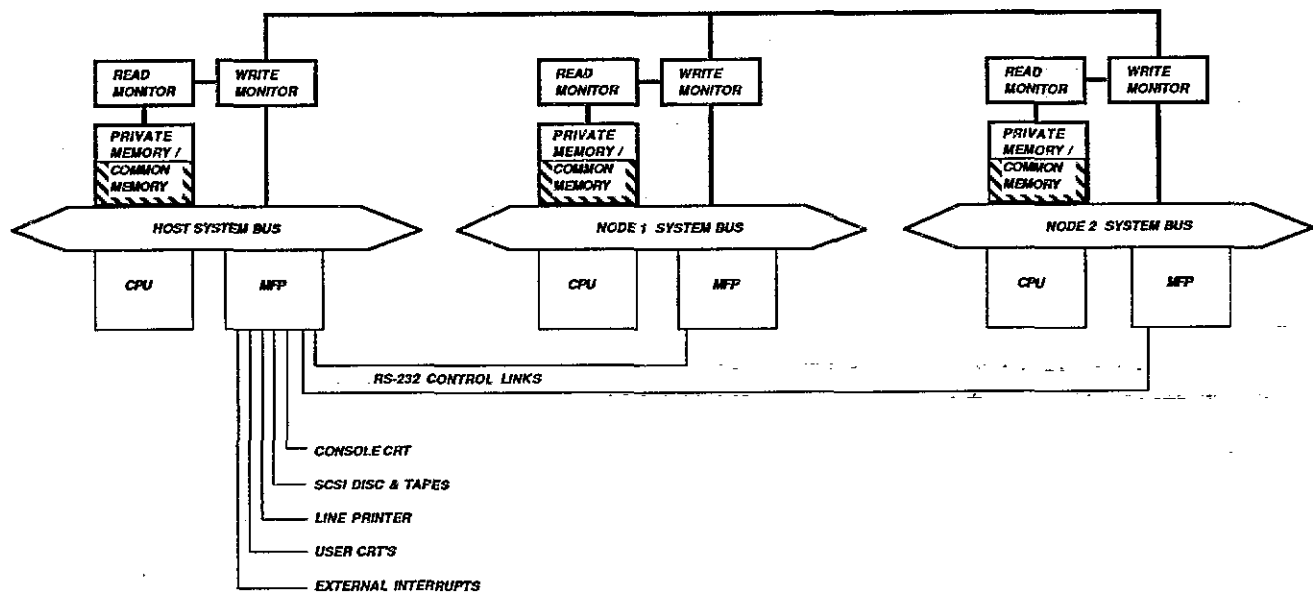 READ
MONITOR
WRITE
MONITOR
PRIVATE
MEMORY /
COMMON
MEMORY
HOST SYSTEM BUS
CPU
MFP
READ
MONITOR
WRITE
MONITOR
PRIVATE
MEMORY /
COMMON
MEMORY
NODE 1 SYSTEM BUS
CPU
MFP
READ
MONITOR
WRITE
MONITOR
PRIVATE
MEMORY /
COMMON
MEMORY
NODE 2 SYSTEM BUS
CPU
MFP
RS-232 CONTROL LINKS
CONSOLE CRT
SCSI DISC & TAPES
LINE PRINTER
USER CRT'S
EXTERNAL INTERRUPTS